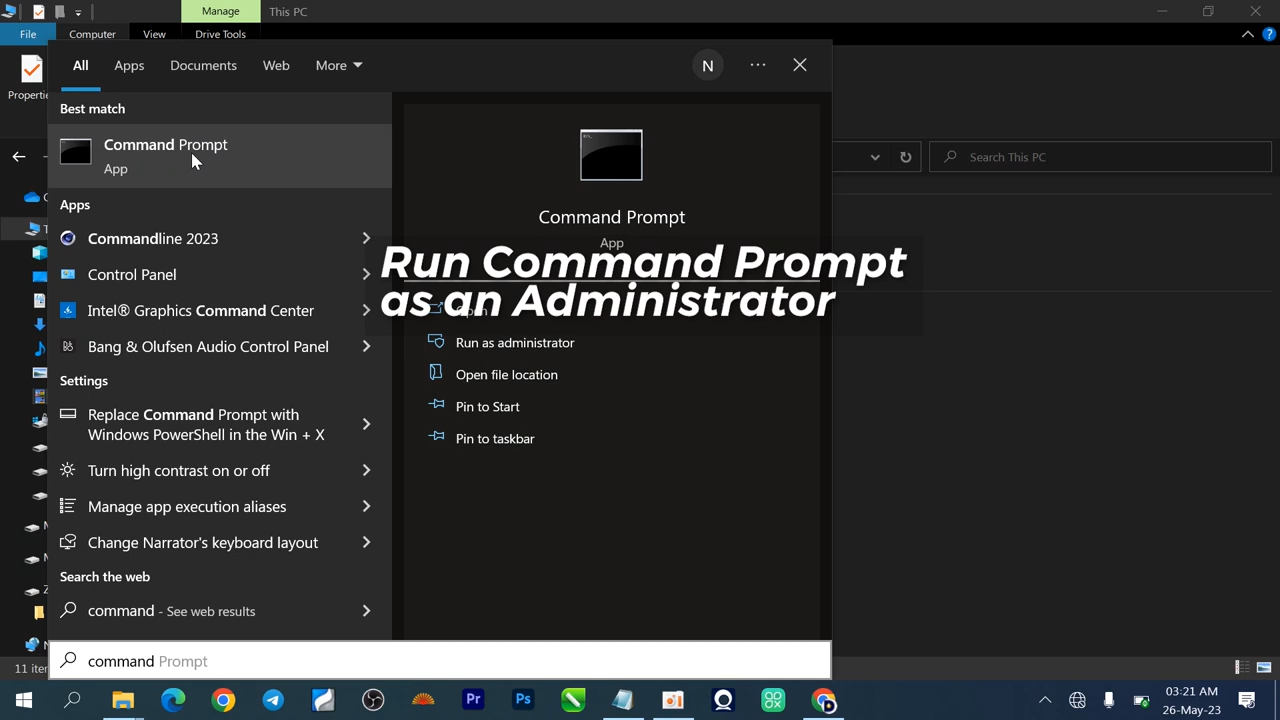 Manage
This PC
File
Computer
View
Drive Tools
All
Apps
Documents
Web
More
N
Properti
Best match
Command Prompt
App
Search This PC
Apps
Commandline 2023
Control Panel
Intel® Graphics Command Center
Bang & Olufsen Audio Control Panel
Settings
Replace Command Prompt with
Windows PowerShell in the Win + X
Turn high contrast on or off
Manage app execution aliases
Change Narrator's keyboard layout
Search the web
command - See web results
command Prompt
Command Prompt
App
Run Command Prompt
as an Administrator
Open
Run as administrator
Open file location
Pin to Start
Pin to taskbar
11 iter
Pr
Ps
03:21 AM
26-May-23